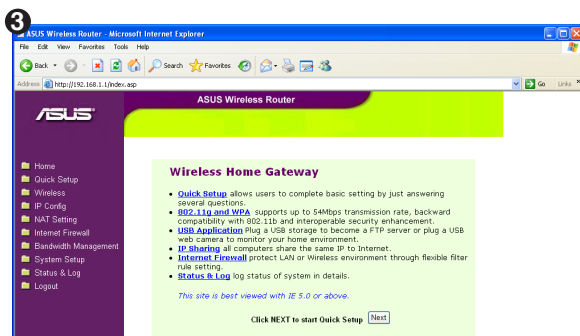 3
ASUS Wireless Router - Microsoft Internet Explorer
File Edit View Favorites Tools Help
Back Search Favorites
Address http://192.168.1.1/index.asp Go Links
ASUS Wireless Router
ASUS
Home
Quick Setup
Wireless
IP Config
NAT Setting
Internet Firewall
Bandwidth Management
System Setup
Status & Log
Logout
Wireless Home Gateway
Quick Setup allows users to complete basic setting by just answering
several questions.
802.11g and WPA supports up to 54Mbps transmission rate, backward
compatibility with 802.11b and interoperable security enhancement.
USB Application Plug a USB storage to become a FTP server or plug a USB
web camera to monitor your home environment.
IP Sharing all computers share the same IP to Internet.
Internet Firewall protect LAN or Wireless environment through flexible filter
rule setting.
Status & Log log status of system in details.
This site is best viewed with IE 5.0 or above.
Click NEXT to start Quick Setup Next